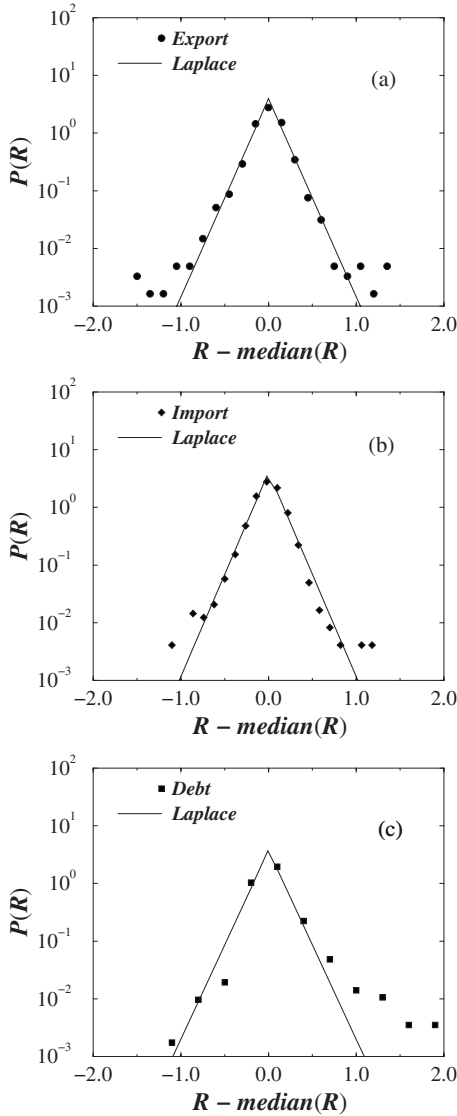 10^2
● Export
Laplace
(a)
10^1
10^0
10^-1
10^-2
10^-3
P(R)
-2.0 -1.0 0.0 1.0 2.0
R − median(R)
10^2
◆ Import
Laplace
(b)
10^1
10^0
10^-1
10^-2
10^-3
P(R)
-2.0 -1.0 0.0 1.0 2.0
R − median(R)
10^2
■ Debt
Laplace
(c)
10^1
10^0
10^-1
10^-2
10^-3
P(R)
-2.0 -1.0 0.0 1.0 2.0
R − median(R)